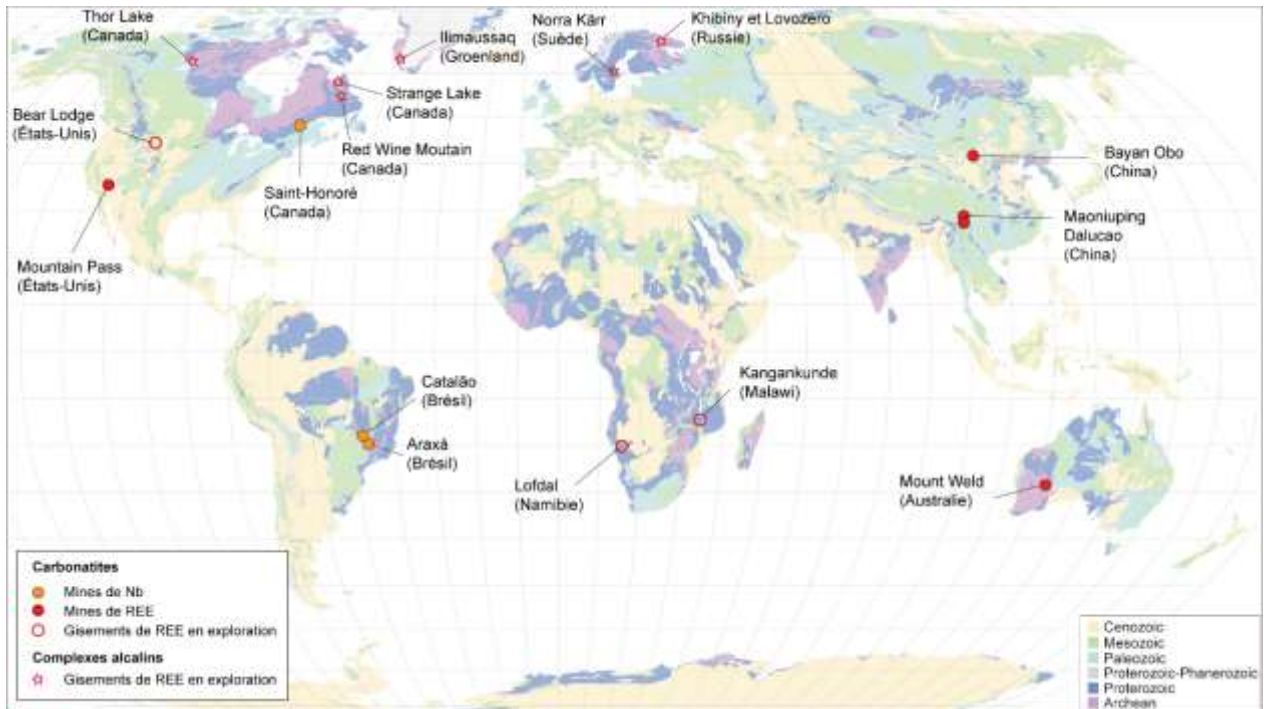 Thor Lake
(Canada)
Ilimaussaq
(Groenland)
Norra Kärr
(Suède)
Khibiny et Lovozero
(Russie)
Strange Lake
(Canada)
Bear Lodge
(États-Unis)
Red Wine Moutain
(Canada)
Saint-Honoré
(Canada)
Bayan Obo
(China)
Maoniuping
Dalucao
(China)
Mountain Pass
(États-Unis)
Catalão
(Brésil)
Araxá
(Brésil)
Kangankunde
(Malawi)
Lofdal
(Namibie)
Mount Weld
(Australie)
Carbonatites
Mines de Nb
Mines de REE
Gisements de REE en exploration
Complexes alcalins
Gisements de REE en exploration
Cenozoic
Mesozoic
Paleozoic
Proterozoic-Phanerozoic
Proterozoic
Archean